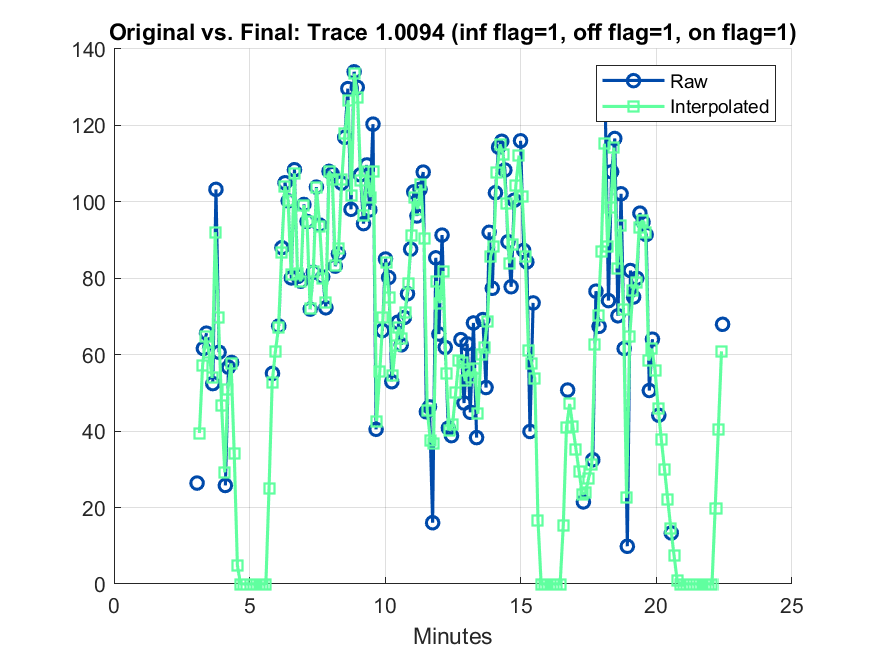 Original vs. Final: Trace 1.0094 (inf flag=1, off flag=1, on flag=1)
140
120
100
80
60
40
20
0
Raw
Interpolated
0 5 10 15 20 25
Minutes